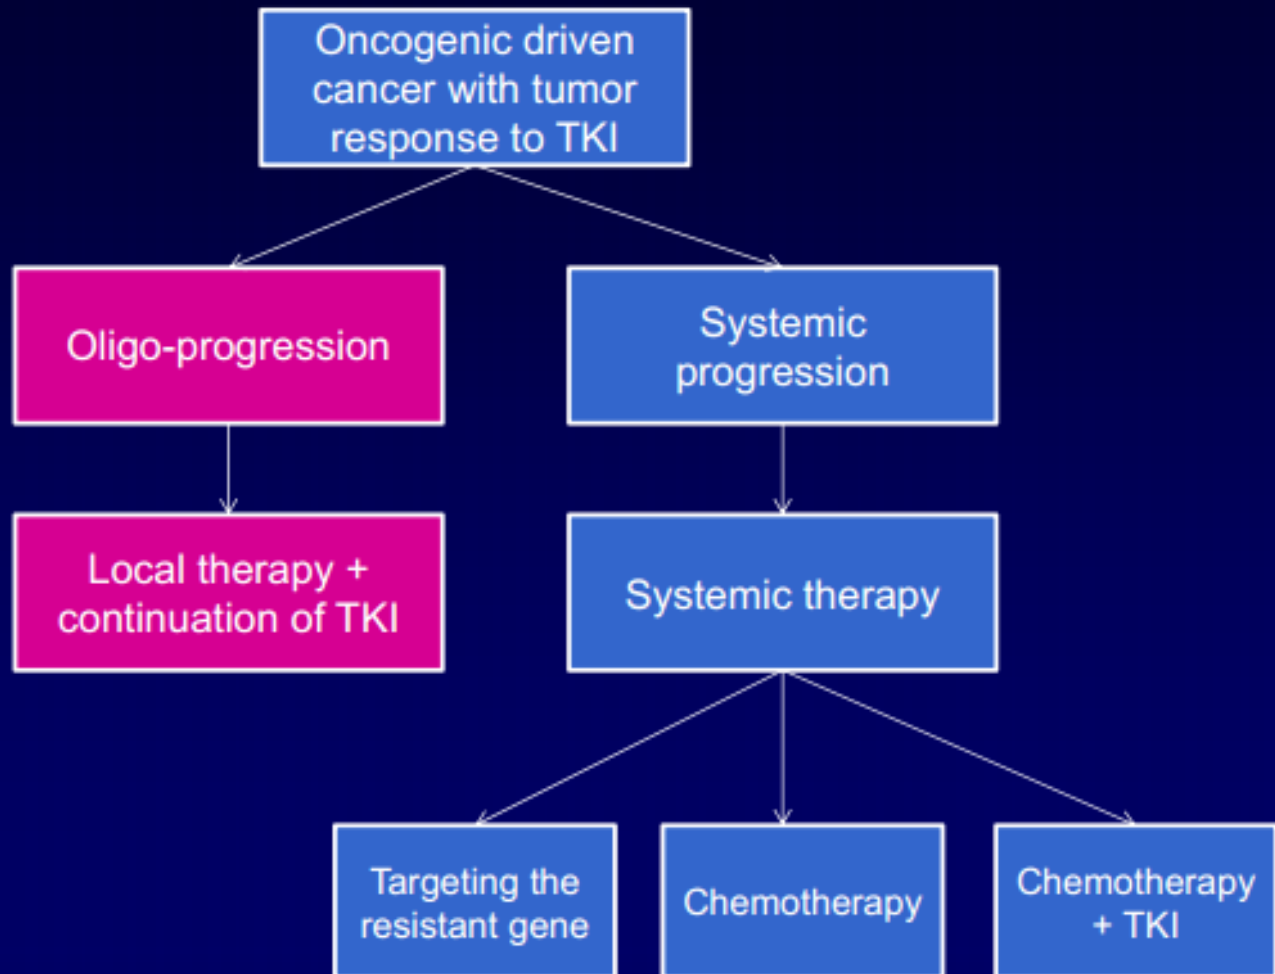 Oncogenic driven
cancer with tumor
response to TKI
Oligo-progression
Systemic
progression
Local therapy +
continuation of TKI
Systemic therapy
Targeting the
resistant gene
Chemotherapy
Chemotherapy
+ TKI